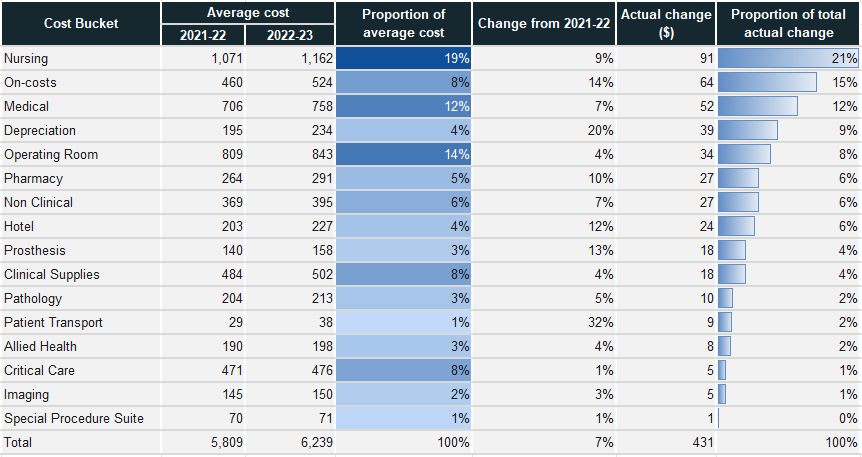 Cost Bucket Average cost Proportion of average cost Change from 2021-22 Actual change ($) Proportion of total actual change
2021-22 2022-23
Nursing 1,071 1,162 19% 9% 91 21%
On-costs 460 524 8% 14% 64 15%
Medical 706 758 12% 7% 52 12%
Depreciation 195 234 4% 20% 39 9%
Operating Room 809 843 14% 4% 34 8%
Pharmacy 264 291 5% 10% 27 6%
Non Clinical 369 395 6% 7% 27 6%
Hotel 203 227 4% 12% 24 6%
Prosthesis 140 158 3% 13% 18 4%
Clinical Supplies 484 502 8% 4% 18 4%
Pathology 204 213 3% 5% 10 2%
Patient Transport 29 38 1% 32% 9 2%
Allied Health 190 198 3% 4% 8 2%
Critical Care 471 476 8% 1% 5 1%
Imaging 145 150 2% 3% 5 1%
Special Procedure Suite 70 71 1% 1% 1 0%
Total 5,809 6,239 100% 7% 431 100%